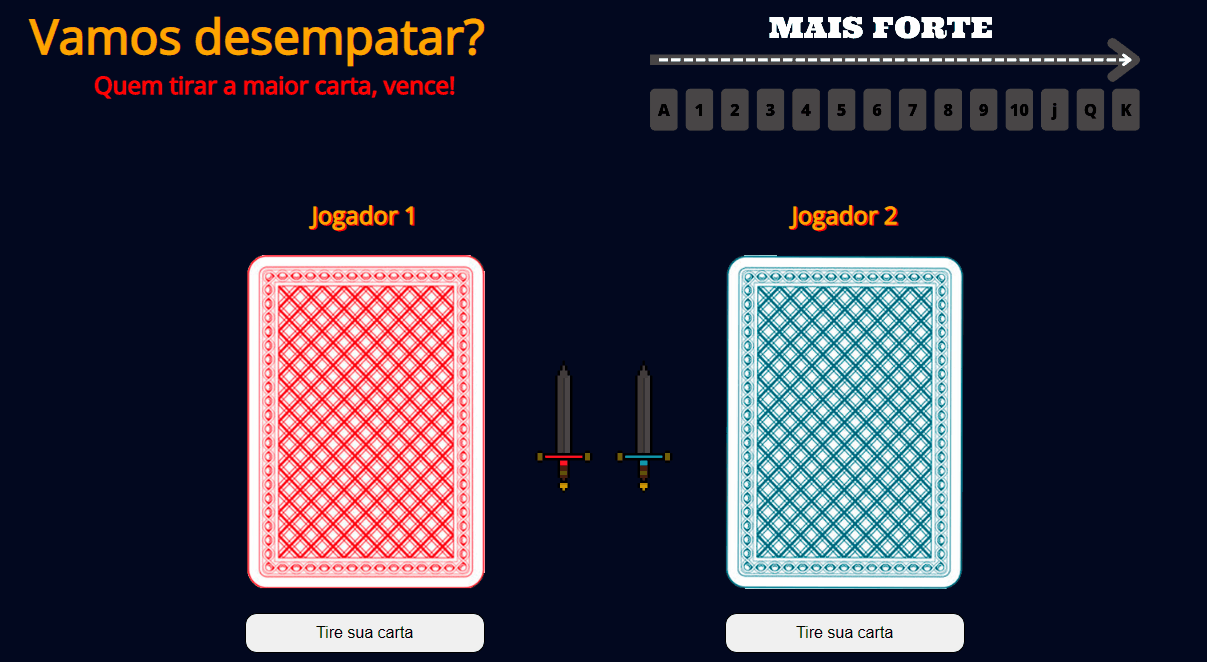 Vamos desempatar?
Quem tirar a maior carta, vence!
MAIS FORTE
A 1 2 3 4 5 6 7 8 9 10 j Q K
Jogador 1
Jogador 2
Tire sua carta
Tire sua carta